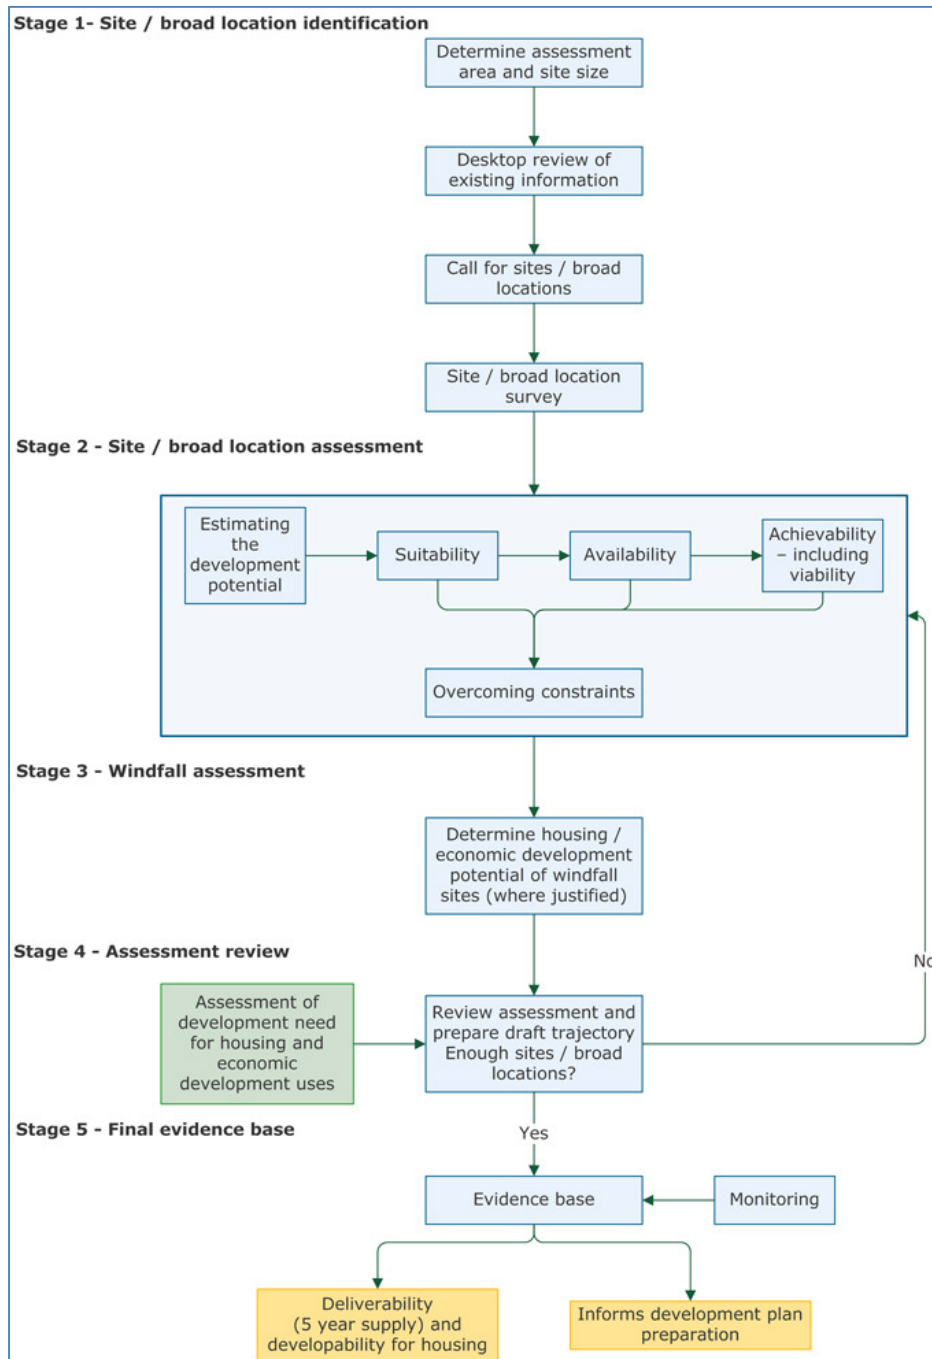 Stage 1- Site / broad location identification
Determine assessment
area and site size
Desktop review of
existing information
Call for sites / broad
locations
Site / broad location
survey
Stage 2 - Site / broad location assessment
Estimating
the
development
potential
Suitability
Availability
Achievability
– including
viability
Overcoming constraints
Stage 3 - Windfall assessment
Determine housing /
economic development
potential of windfall
sites (where justified)
Stage 4 - Assessment review
No
Assessment of
development need
for housing and
economic
development uses
Review assessment and
prepare draft trajectory
Enough sites / broad
locations?
Stage 5 - Final evidence base
Yes
Evidence base
Monitoring
Deliverability
(5 year supply) and
developability for housing
Informs development plan
preparation